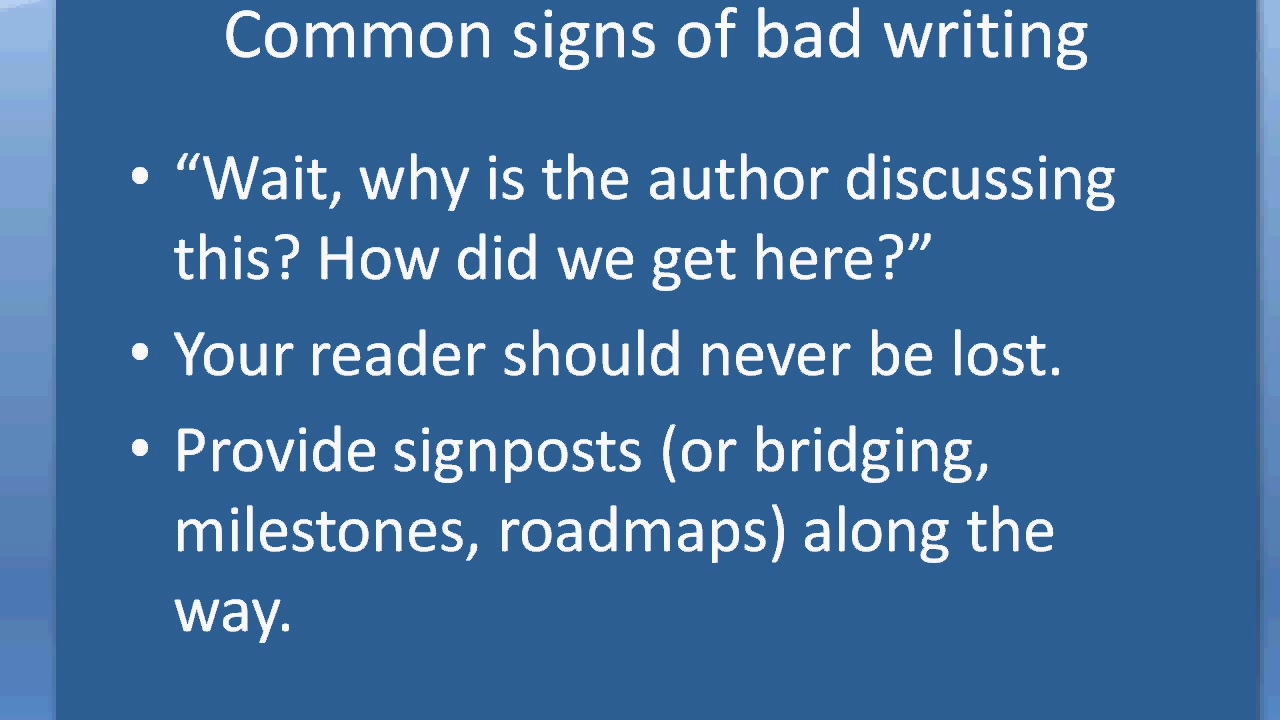 Common signs of bad writing
• “Wait, why is the author discussing
this? How did we get here?”
• Your reader should never be lost.
• Provide signposts (or bridging,
milestones, roadmaps) along the
way.